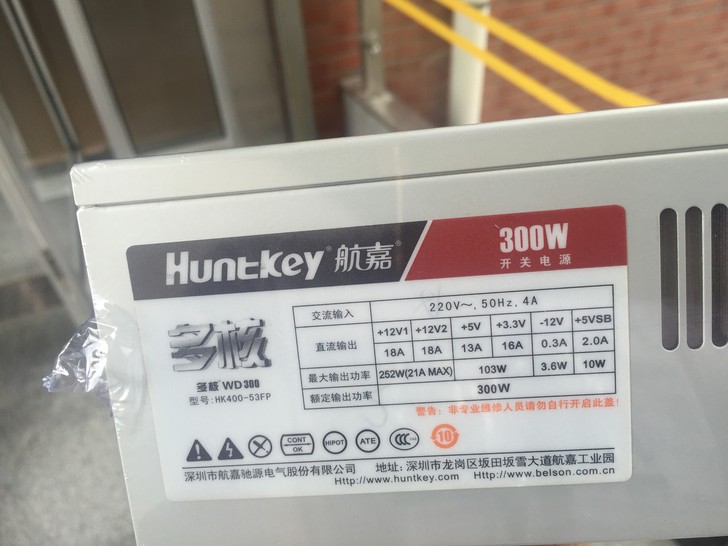 Huntkey® 航嘉® 300W
开关电源
多核
多核 WD300
型号:HK400-53FP
交流输入 220V～, 50Hz, 4A
直流输出 +12V1 +12V2 +5V +3.3V -12V +5VSB
18A 18A 13A 16A 0.3A 2.0A
最大输出功率 252W(21A MAX) 103W 3.6W 10W
额定输出功率 300W
警告: 非专业维修人员请勿自行开启此盖!
CONT OK HIPOT ATE CCC 10
深圳市航嘉驰源电气股份有限公司 地址: 深圳市龙岗区坂田坂雪大道航嘉工业园
Http://www.huntkey.com Http://www.belson.com.cn